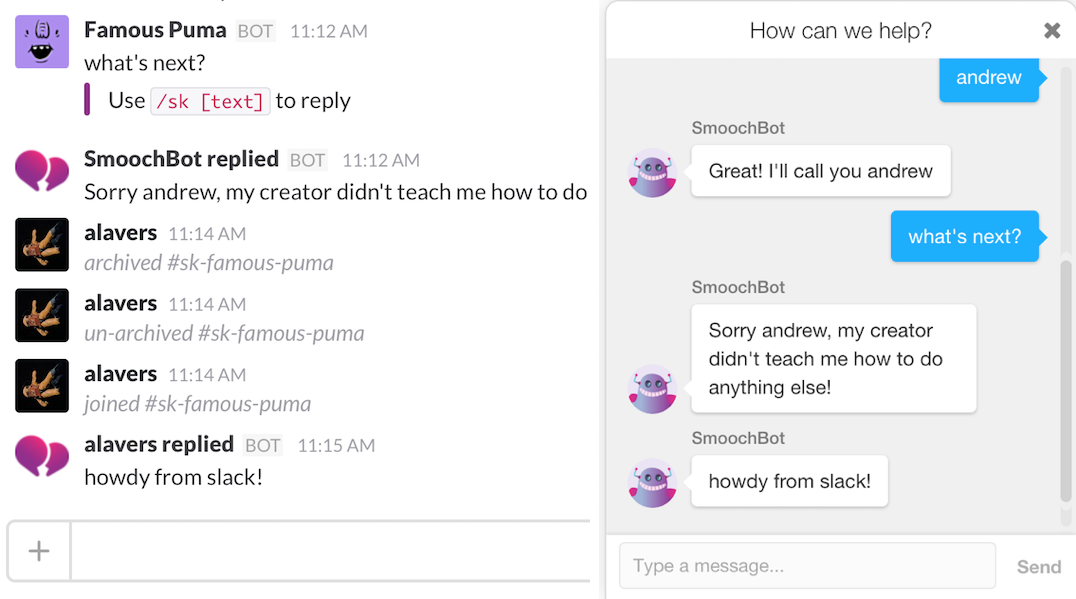 Famous Puma BOT 11:12 AM
what's next?
Use /sk [text] to reply
SmoochBot replied BOT 11:12 AM
Sorry andrew, my creator didn't teach me how to do
alavers 11:14 AM
archived #sk-famous-puma
alavers 11:14 AM
un-archived #sk-famous-puma
alavers 11:14 AM
joined #sk-famous-puma
alavers replied BOT 11:15 AM
howdy from slack!
How can we help?
andrew
SmoochBot
Great! I'll call you andrew
what's next?
SmoochBot
Sorry andrew, my creator
didn't teach me how to do
anything else!
SmoochBot
howdy from slack!
Type a message...
Send